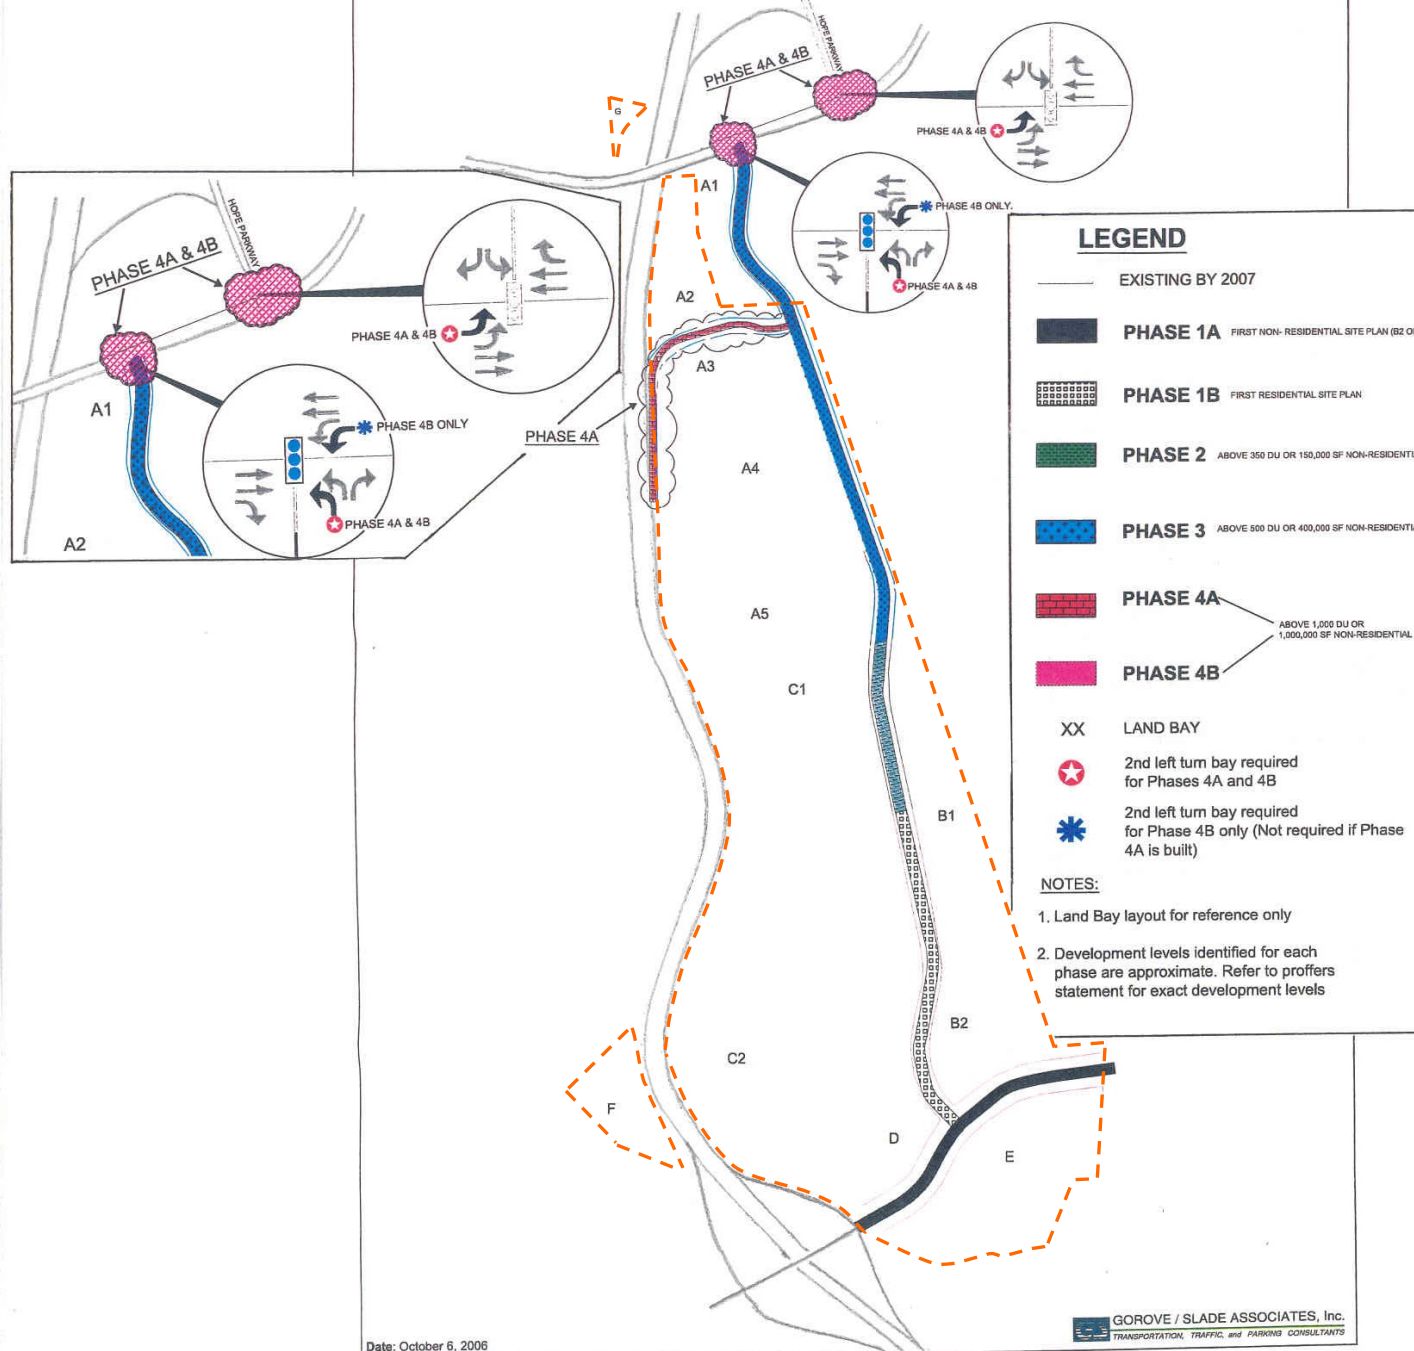 HOPE PARKWAY
PHASE 4A & 4B
PHASE 4A & 4B
G
A1
PHASE 4B ONLY.
PHASE 4A & 4B
HOPE PARKWAY
PHASE 4A & 4B
PHASE 4A & 4B
A1
PHASE 4B ONLY
PHASE 4A & 4B
A2
A2
A3
PHASE 4A
A4
A5
C1
B1
B2
C2
F
D
E
LEGEND
EXISTING BY 2007
PHASE 1A FIRST NON- RESIDENTIAL SITE PLAN (B2
PHASE 1B FIRST RESIDENTIAL SITE PLAN
PHASE 2 ABOVE 350 DU OR 150,000 SF
PHASE 3 ABOVE 500 DU OR 400,000 SF
PHASE 4A
ABOVE 1,000 DU OR
1,000,000 SF NON-RESIDENTIAL
PHASE 4B
XX LAND BAY
2nd left turn bay required
for Phases 4A and 4B
2nd left turn bay required
for Phase 4B only (Not required if Phase
4A is built)
NOTES:
1. Land Bay layout for reference only
2. Development levels identified for each
phase are approximate. Refer to proffers
statement for exact development levels
GOROVE / SLADE ASSOCIATES, Inc.
TRANSPORTATION, TRAFFIC, and PARKING CONSULTANTS
Date: October 6, 2006